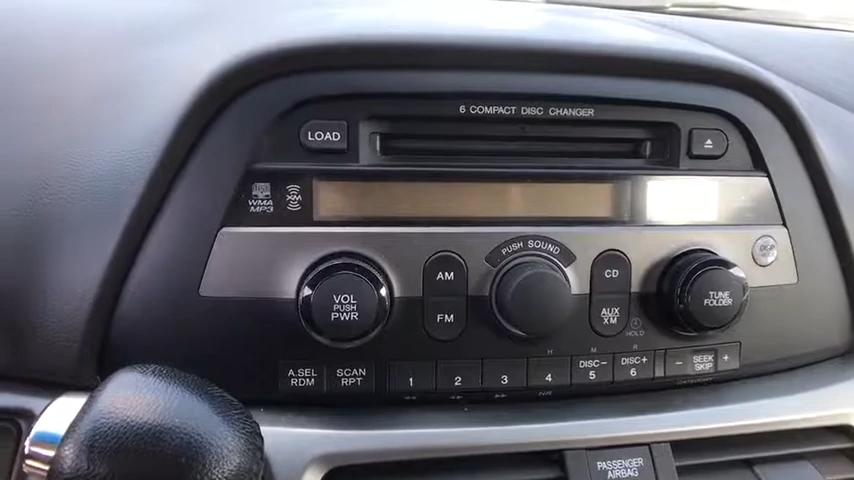 6 COMPACT DISC CHANGER
LOAD
WMA
MP3
XM
PUSH SOUND
AM
FM
CD
AUX
XM
VOL
PUSH
PWR
TUNE
FOLDER
DISP
HOLD
H M R
A.SEL
RDM
SCAN
RPT
1 2 3 4
DISC -
5
DISC +
6
- SEEK +
SKIP
PASSENGER
AIRBAG